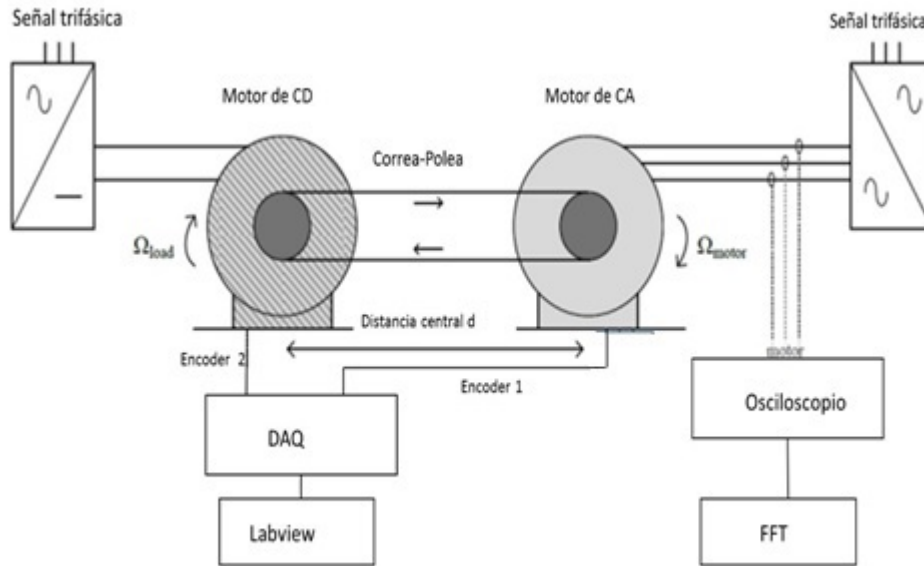 Señal trifásica
Señal trifásica
Motor de CD
Motor de CA
Correa-Polea
Ωload
Ωmotor
Distancia central d
Encoder 2
Encoder 1
motor
DAQ
Osciloscopio
Labview
FFT